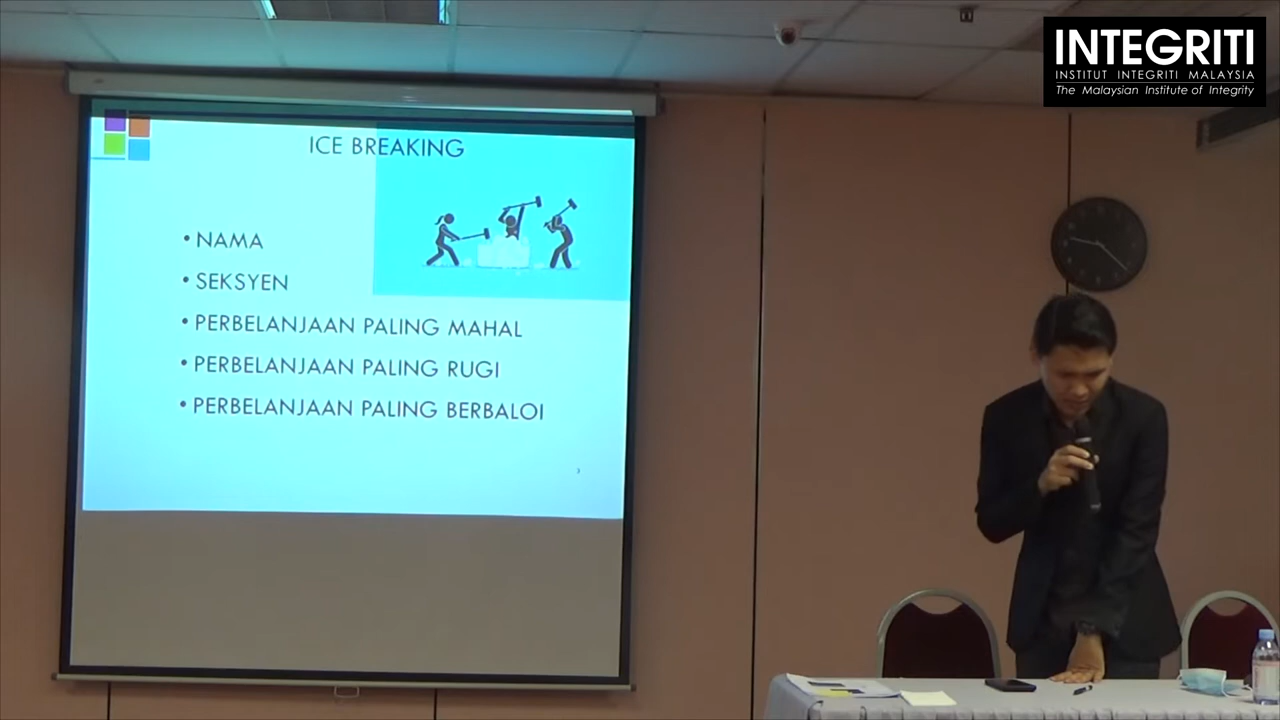 INTEGRITI
INSTITUT INTEGRITI MALAYSIA
The Malaysian Institute of Integrity
ICE BREAKING
• NAMA
• SEKSYEN
• PERBELANJAAN PALING MAHAL
• PERBELANJAAN PALING RUGI
• PERBELANJAAN PALING BERBALOI
3